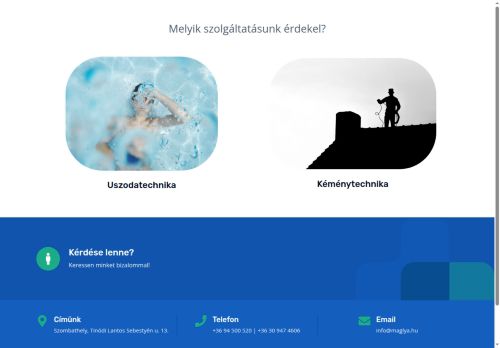 Melyik szolgáltatásunk érdekel?
Uszodatechnika
Kéménytechnika
Kérdése lenne?
Keressen minket bizalommal!
Címünk
Szombathely, Tinódi Lantos Sebestyén u. 13.
Telefon
+36 94 500 520 | +36 30 947 4606
Email
info@maglya.hu